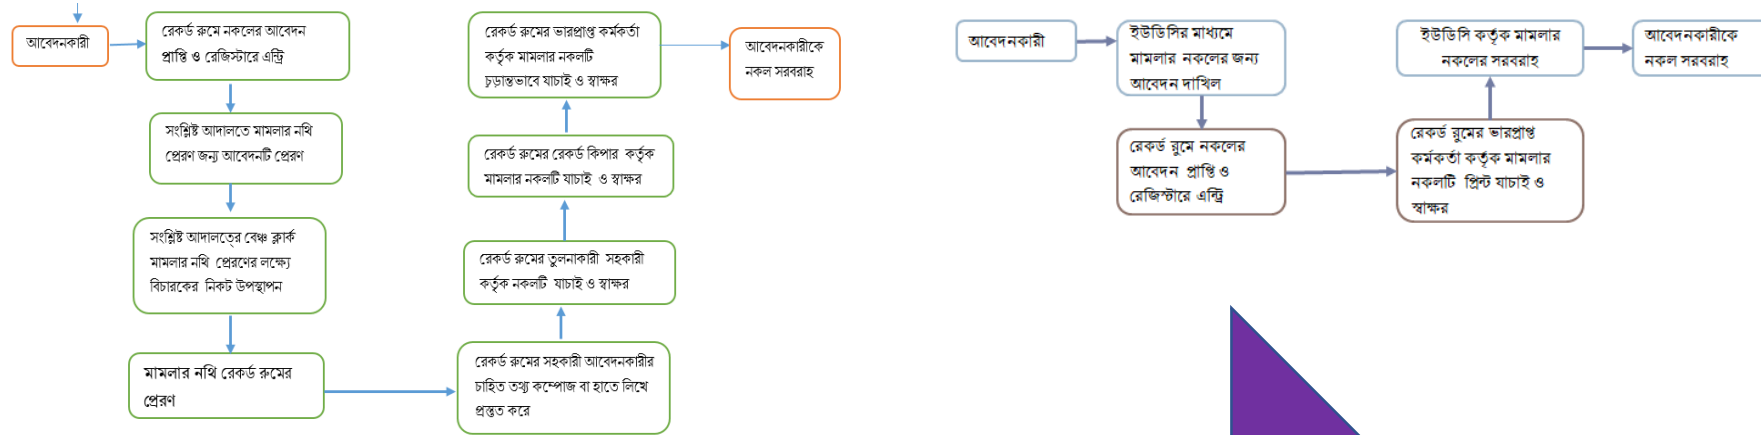 আবেদনকারী
রেকর্ড রুমে নকলের আবেদন
প্রাপ্তি ও রেজিস্টারে এন্ট্রি
সংশ্লিষ্ট আদালতে মামলার নথি
প্রেরণ জন্য আবেদনটি প্রেরণ
সংশ্লিষ্ট আদালত্বের বেঞ্চ ক্লার্ক
মামলার নথি প্রেরণের লক্ষ্যে
বিচারকের নিকট উপস্থাপন
মামলার নথি রেকর্ড রুমের
প্রেরণ
রেকর্ড রুমের সহকারী আবেদনকারীর
চাহিত তথ্য কম্পোজ বা হাতে লিখে
প্রস্তুত করে
রেকর্ড রুমের তুলনাকারী সহকারী
কর্তৃক নকলটি যাচাই ও স্বাক্ষর
রেকর্ড রুমের রেকর্ড কিপার কর্তৃক
মামলার নকলটি যাচাই ও স্বাক্ষর
রেকর্ড রুমের ভারপ্রাপ্ত কর্মকর্তা
কর্তৃক মামলার নকলটি
চূড়ান্তভাবে যাচাই ও স্বাক্ষর
আবেদনকারীকে
নকল সরবরাহ
আবেদনকারী
ইউডিসির মাধ্যমে
মামলার নকলের জন্য
আবেদন দাখিল
রেকর্ড রুমে নকলের
আবেদন প্রাপ্তি ও
রেজিস্টারে এন্ট্রি
রেকর্ড রুমের ভারপ্রাপ্ত
কর্মকর্তা কর্তৃক মামলার
নকলটি প্রিন্ট যাচাই ও
স্বাক্ষর
ইউডিসি কর্তৃক মামলার
নকলের সরবরাহ
আবেদনকারীকে
নকল সরবরাহ